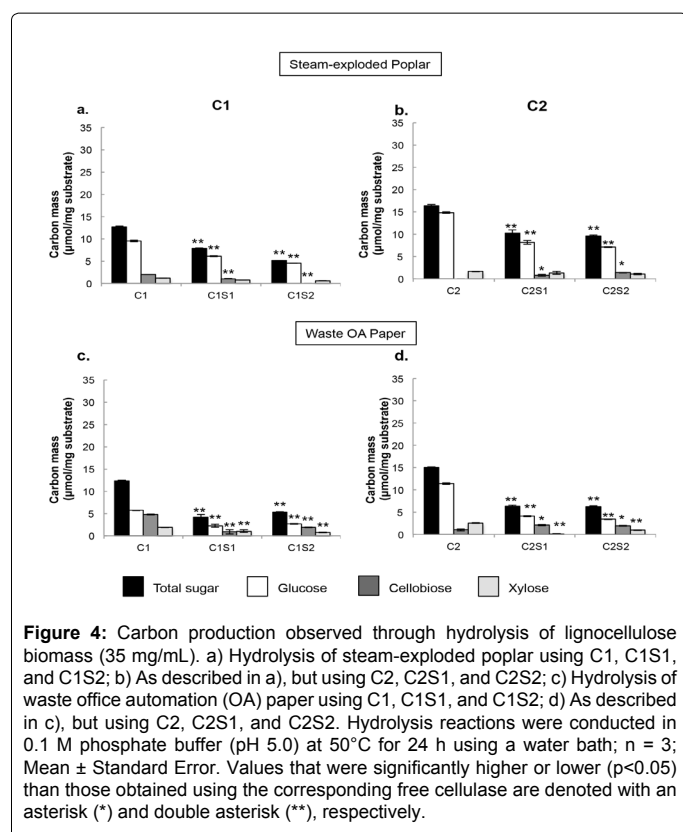 Steam-exploded Poplar
C1
C2
a.
b.
Carbon mass
(µmol/mg substrate)
35
30
25
20
15
10
5
0
** ** **
** ** **
C1
C1S1
C1S2
Carbon mass
(µmol/mg substrate)
35
30
25
20
15
10
5
0
** ** *
** ** *
C2
C2S1
C2S2
Waste OA Paper
c.
d.
Carbon mass
(µmol/mg substrate)
35
30
25
20
15
10
5
0
** ** ** **
** ** ** **
C1
C1S1
C1S2
Carbon mass
(µmol/mg substrate)
35
30
25
20
15
10
5
0
** ** * **
** ** * **
C2
C2S1
C2S2
Total sugar
Glucose
Cellobiose
Xylose
Figure 4: Carbon production observed through hydrolysis of lignocellulose
biomass (35 mg/mL). a) Hydrolysis of steam-exploded poplar using C1, C1S1,
and C1S2; b) As described in a), but using C2, C2S1, and C2S2; c) Hydrolysis of
waste office automation (OA) paper using C1, C1S1, and C1S2; d) As described
in c), but using C2, C2S1, and C2S2. Hydrolysis reactions were conducted in
0.1 M phosphate buffer (pH 5.0) at 50°C for 24 h using a water bath; n = 3;
Mean ± Standard Error. Values that were significantly higher or lower (p<0.05)
than those obtained using the corresponding free cellulase are denoted with an
asterisk (*) and double asterisk (**), respectively.